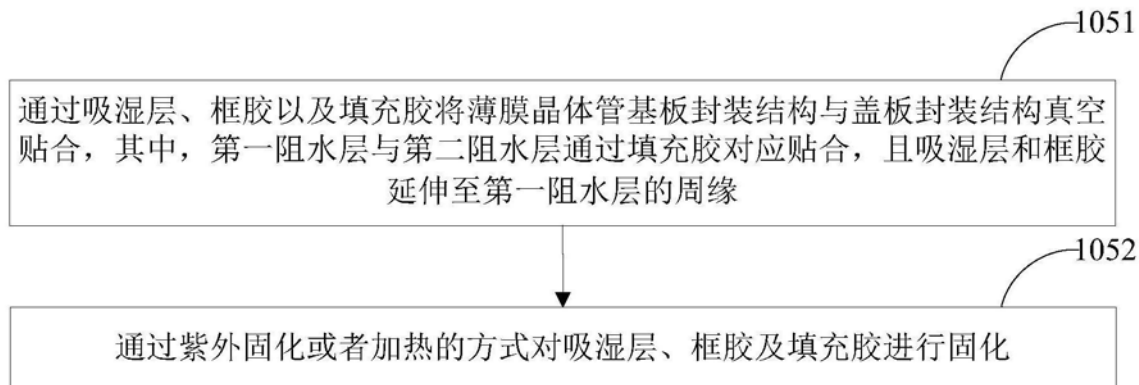 1051
通过吸湿层、框胶以及填充胶将薄膜晶体管基板封装结构与盖板封装结构真空
贴合，其中，第一阻水层与第二阻水层通过填充胶对应贴合，且吸湿层和框胶
延伸至第一阻水层的周缘
1052
通过紫外固化或者加热的方式对吸湿层、框胶及填充胶进行固化